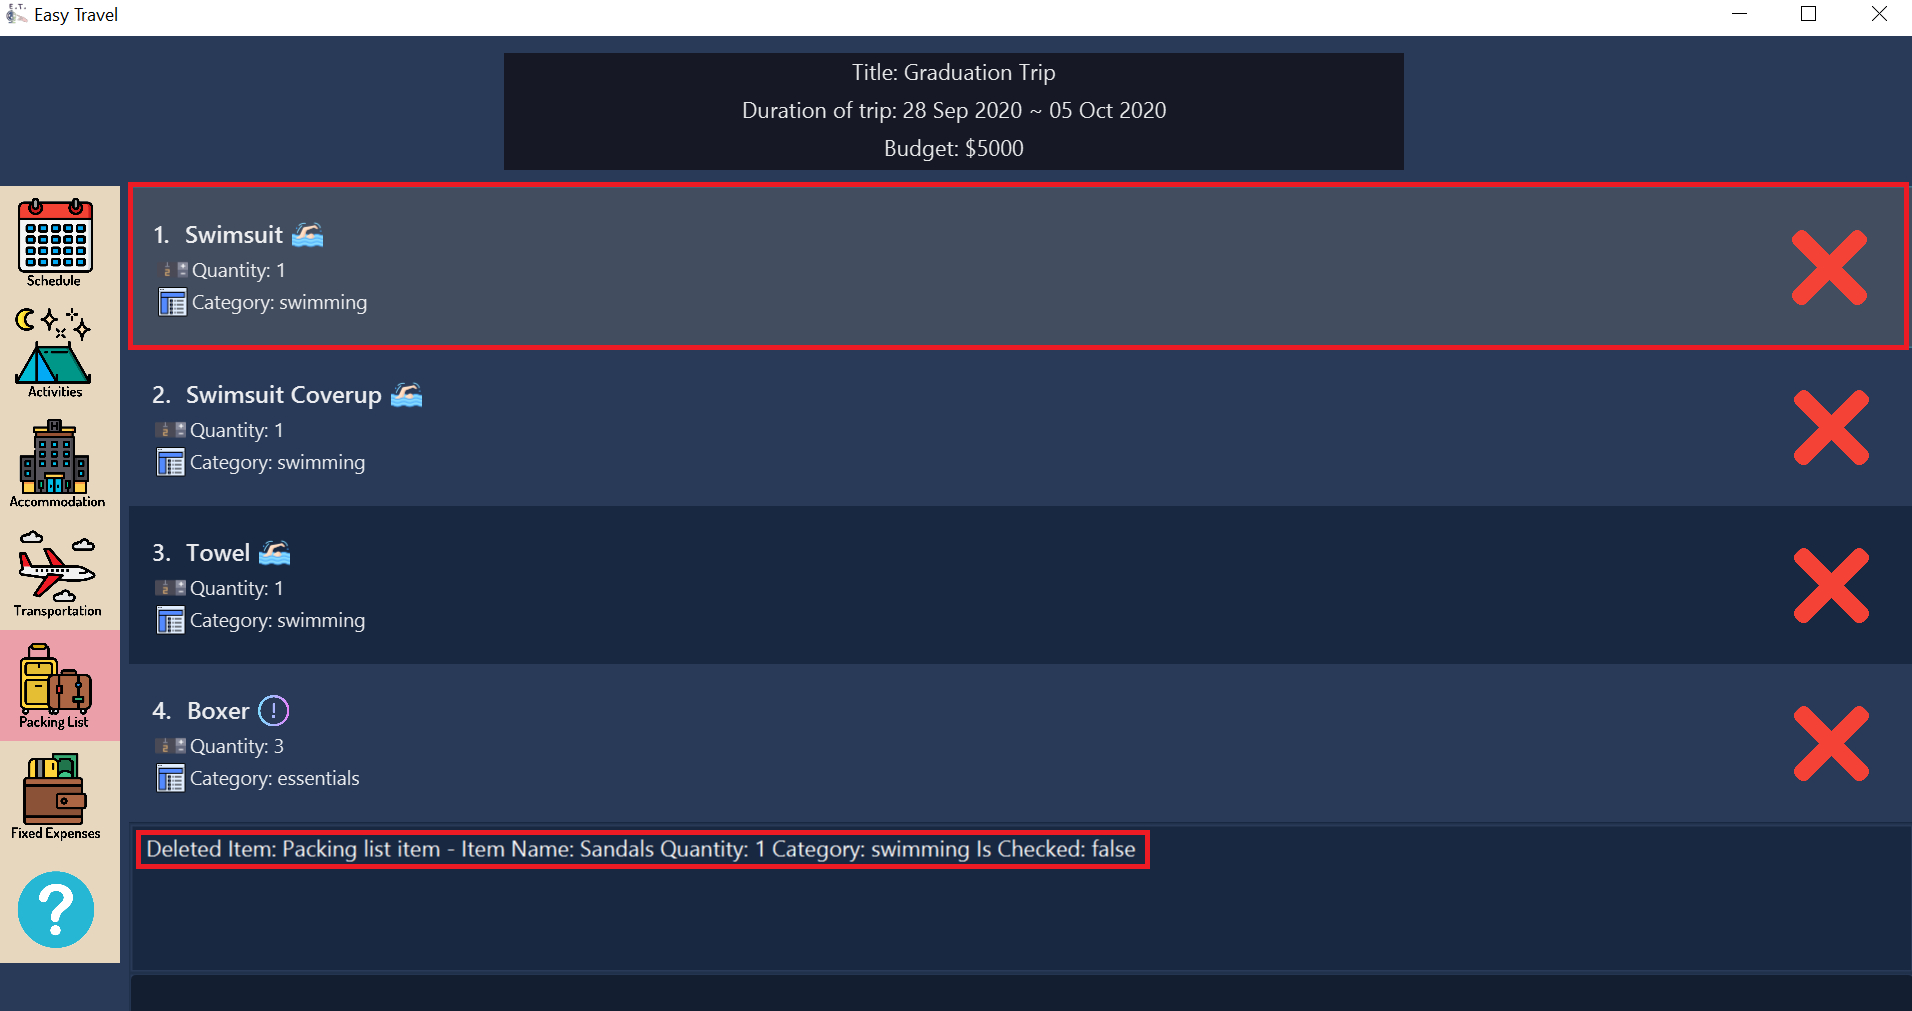 E.T.
Easy Travel
Title: Graduation Trip
Duration of trip: 28 Sep 2020 ~ 05 Oct 2020
Budget: $5000
Schedule
Activities
H
Accommodation
Transportation
Packing List
Fixed Expenses
?
1. Swimsuit
Quantity: 1
Category: swimming
2. Swimsuit Coverup
Quantity: 1
Category: swimming
3. Towel
Quantity: 1
Category: swimming
4. Boxer
Quantity: 3
Category: essentials
Deleted Item: Packing list item - Item Name: Sandals Quantity: 1 Category: swimming Is Checked: false